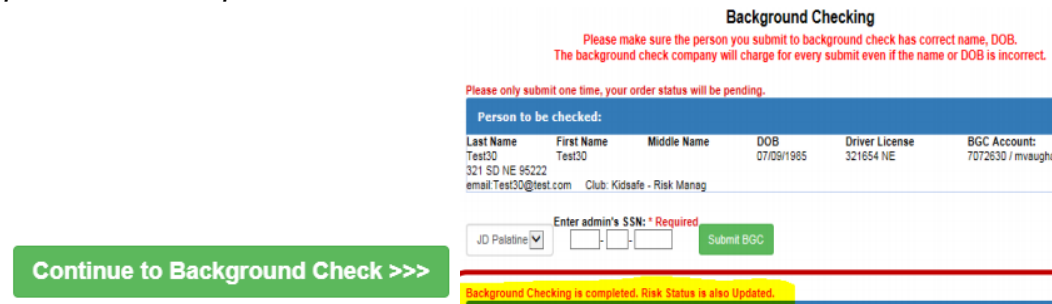 Background Checking
Please make sure the person you submit to background check has correct name, DOB.
The background check company will charge for every submit even if the name or DOB is incorrect.
Please only submit one time, your order status will be pending.
Person to be checked:
Last Name First Name Middle Name DOB Driver License BGC Account:
Test30 Test30 07/09/1985 321654 NE 7072630 / mvaugha
321 SD NE 95222
email:Test30@test.com Club: Kidsafe - Risk Manag
Enter admin's SSN: * Required
JD Palatine - - Submit BGC
Continue to Background Check >>>
Background Checking is completed. Risk Status is also Updated.